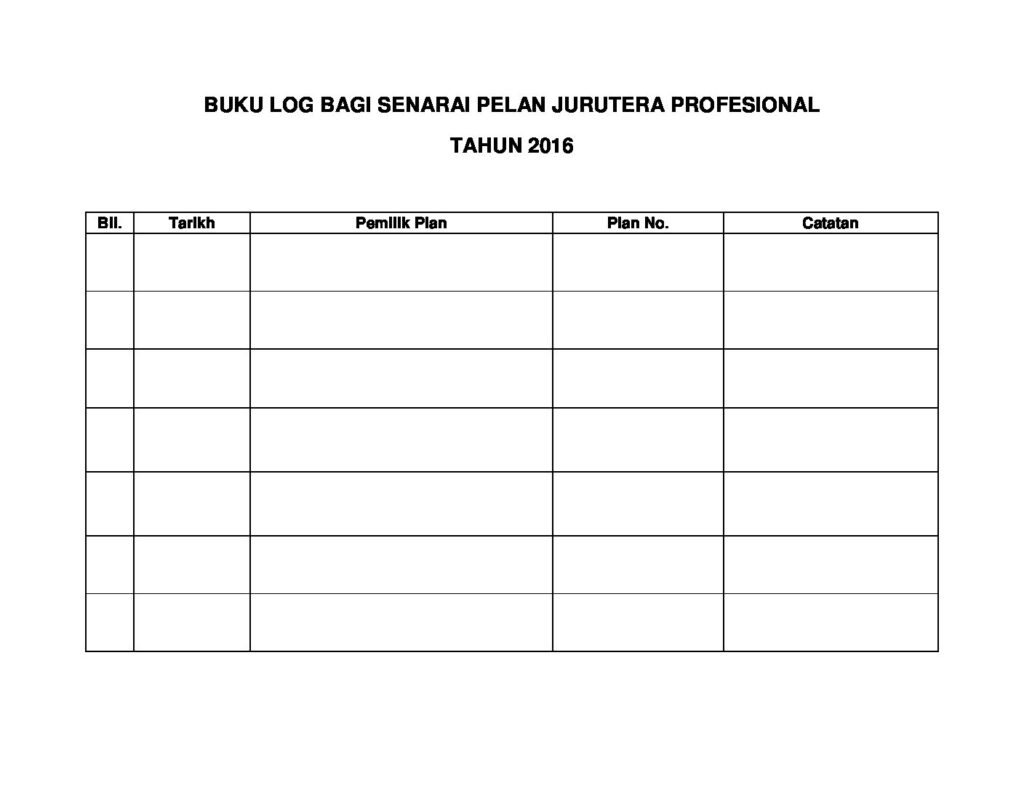 BUKU LOG BAGI SENARAI PELAN JURUTERA PROFESIONAL
TAHUN 2016
Bil. Tarikh Pemilik Plan Plan No. Catatan